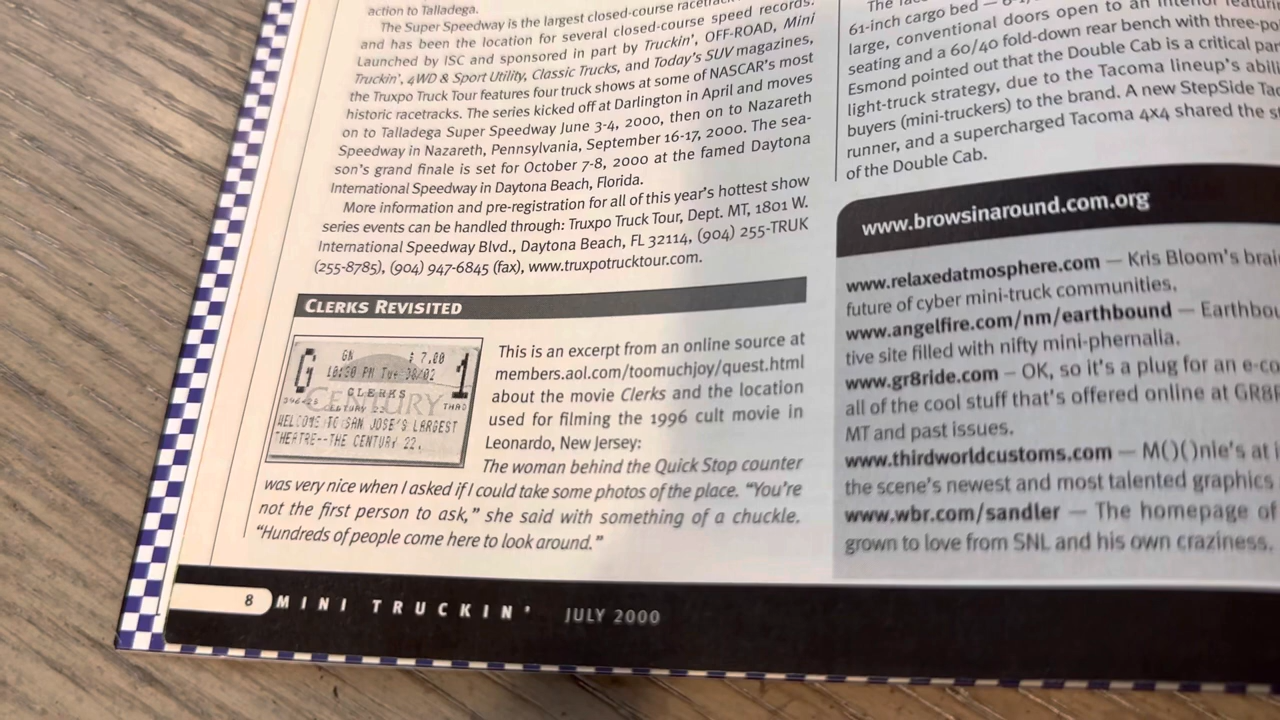 action to Talladega.
The Super Speedway is the largest closed-course
and has been the location for several closed-course speed records.
Launched by ISC and sponsored in part by Truckin', OFF-ROAD, Mini
Truckin', 4WD & Sport Utility, Classic Trucks, and Today's SUV magazines,
the Truxpo Truck Tour features four truck shows at some of NASCAR's most
historic racetracks. The series kicked off at Darlington in April and moves
on to Talladega Super Speedway June 3-4, 2000, then on to Nazareth
Speedway in Nazareth, Pennsylvania, September 16-17, 2000. The sea-
son's grand finale is set for October 7-8, 2000 at the famed Daytona
International Speedway in Daytona Beach, Florida.
More information and pre-registration for all of this year's hottest show
series events can be handled through: Truxpo Truck Tour, Dept. MT, 1801 W.
International Speedway Blvd., Daytona Beach, FL 32114, (904) 255-TRUK
(255-8785), (904) 947-6845 (fax), www.truxpotrucktour.com.
CLERKS REVISITED
GN $ 7.00
10:30 PM Tue
CLERKS
CENTURY
WELCOME TO SAN JOSE'S LARGEST
THEATRE--THE CENTURY 22.
This is an excerpt from an online source at
members.aol.com/toomuchjoy/quest.html
about the movie Clerks and the location
used for filming the 1996 cult movie in
Leonardo, New Jersey:
The woman behind the Quick Stop counter
was very nice when I asked if I could take some photos of the place. "You're
not the first person to ask," she said with something of a chuckle.
"Hundreds of people come here to look around."
61-inch cargo bed —
large, conventional doors open to an interior
seating and a 60/40 fold-down rear bench with three-po
Esmond pointed out that the Double Cab is a critical par
light-truck strategy, due to the Tacoma lineup's abili
buyers (mini-truckers) to the brand. A new StepSide Tac
runner, and a supercharged Tacoma 4x4 shared the s
of the Double Cab.
www.browsinaround.com.org
www.relaxedatmosphere.com — Kris Bloom's brai
future of cyber mini-truck communities.
www.angelfire.com/nm/earthbound — Earthbou
tive site filled with nifty mini-phernalia.
www.gr8ride.com — OK, so it's a plug for an e-co
all of the cool stuff that's offered online at GR8R
MT and past issues.
www.thirdworldcustoms.com — M()()nie's at i
the scene's newest and most talented graphics
www.wbr.com/sandler — The homepage of
grown to love from SNL and his own craziness.
8 MINI TRUCKIN' JULY 2000